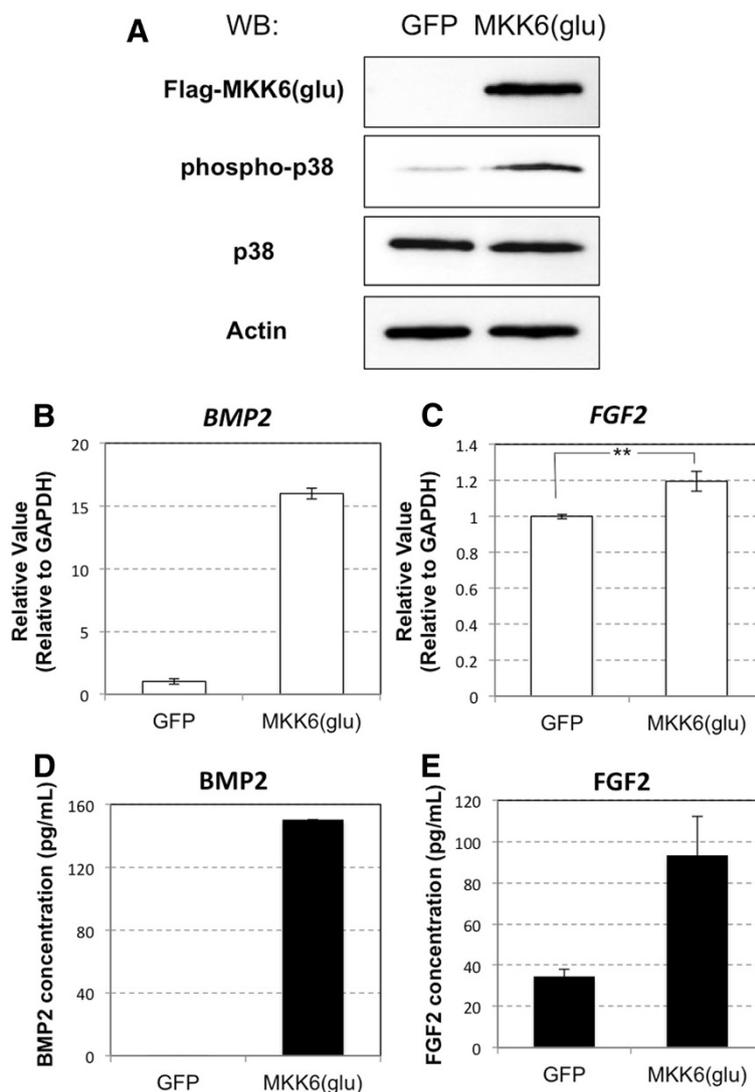 A WB: GFP MKK6(glu)
Flag-MKK6(glu)
phospho-p38
p38
Actin
B BMP2
Relative Value
(Relative to GAPDH)
20
15
10
5
0
GFP MKK6(glu)
C FGF2
Relative Value
(Relative to GAPDH)
1.4
1.2
1
0.8
0.6
0.4
0.2
0
**
GFP MKK6(glu)
D BMP2
BMP2 concentration (pg/mL)
160
120
80
40
0
GFP MKK6(glu)
E FGF2
FGF2 concentration (pg/mL)
120
100
80
60
40
20
0
GFP MKK6(glu)